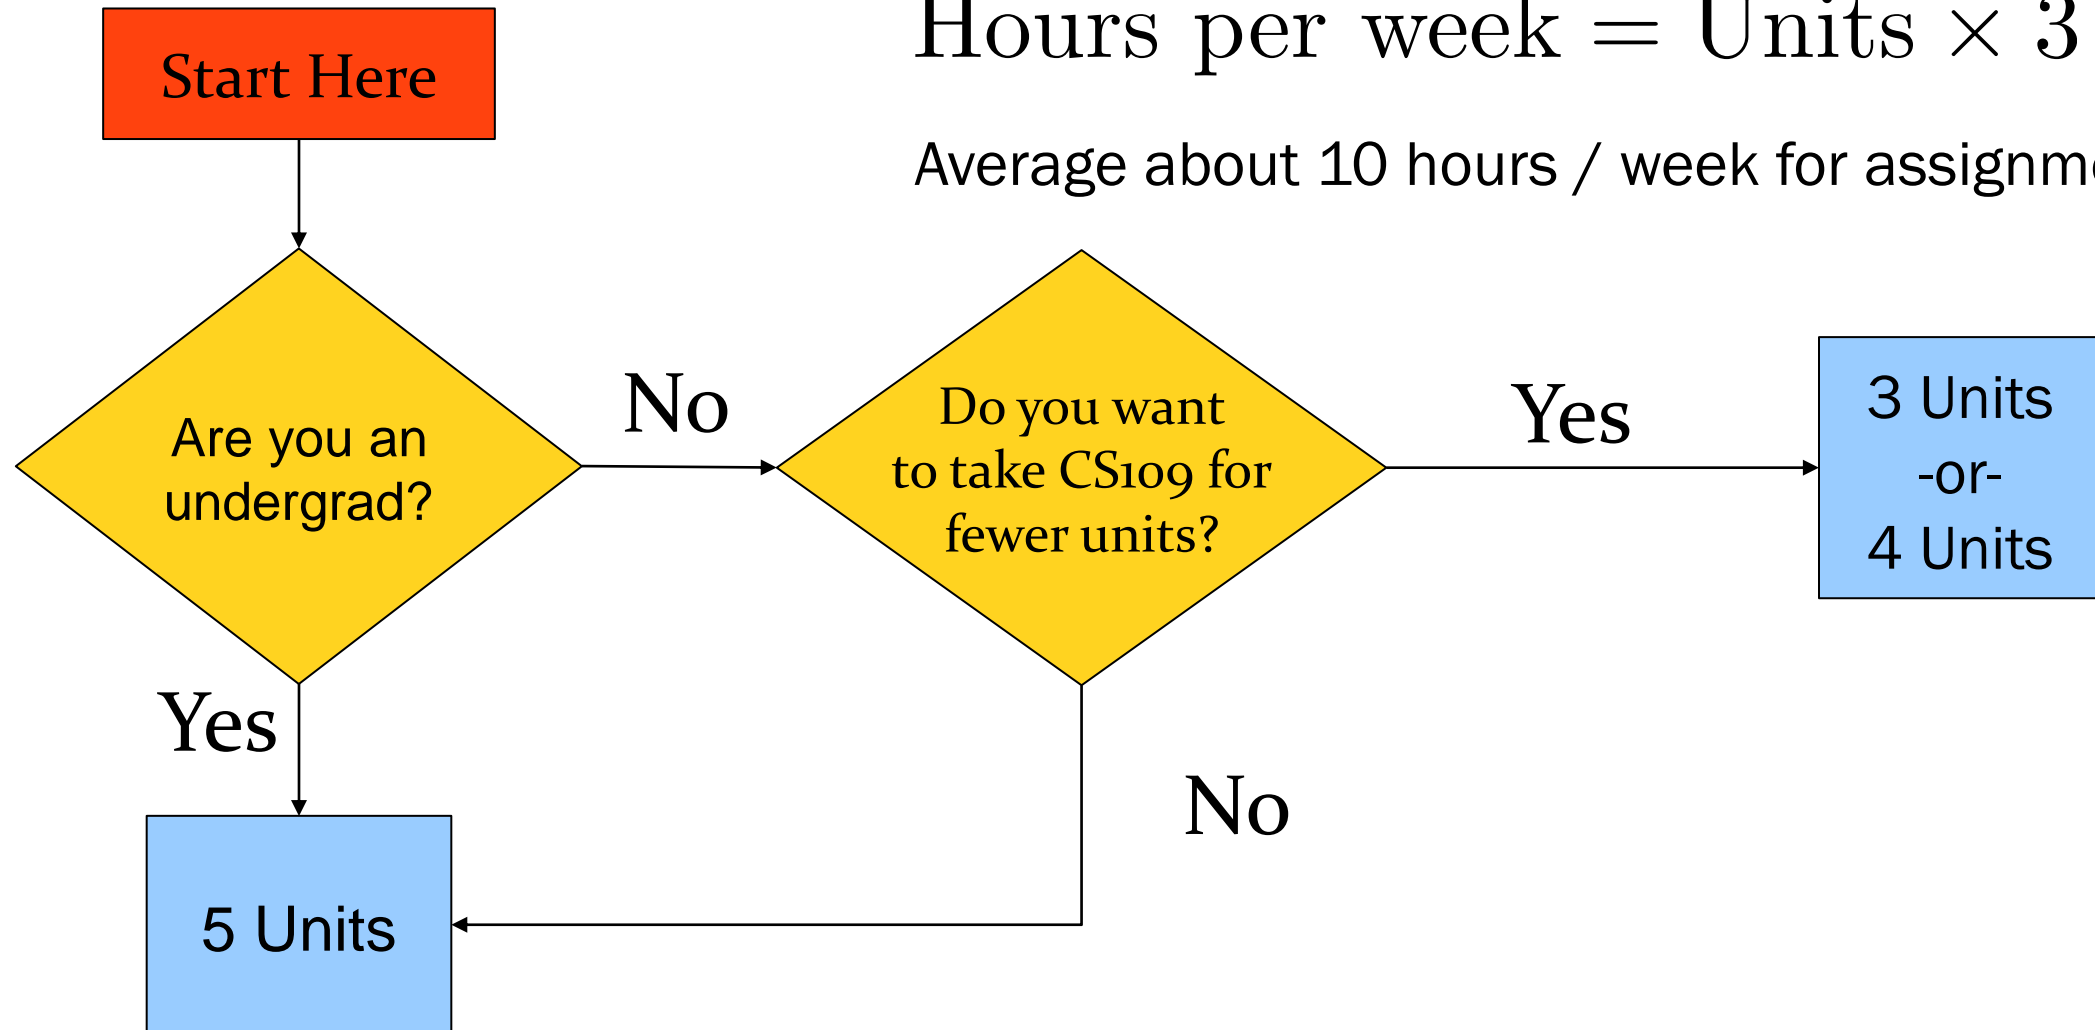 Start Here
Hours per week = Units × 3
Average about 10 hours / week for
Are you an
undergrad?
No
Do you want
to take CS109 for
fewer units?
Yes
3 Units
-or-
4 Units
Yes
No
5 Units